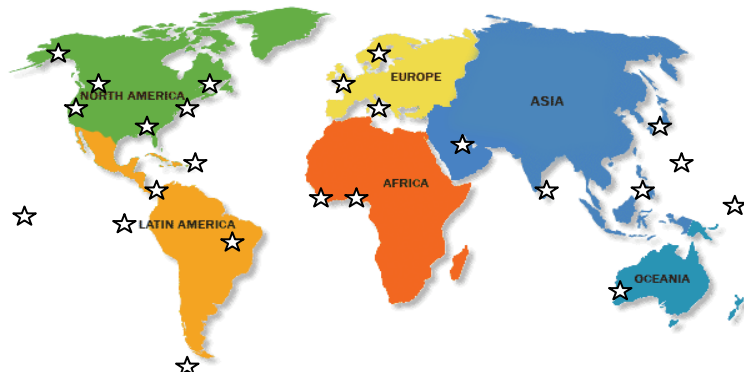 NORTH AMERICA
EUROPE
ASIA
AFRICA
LATIN AMERICA
OCEANIA